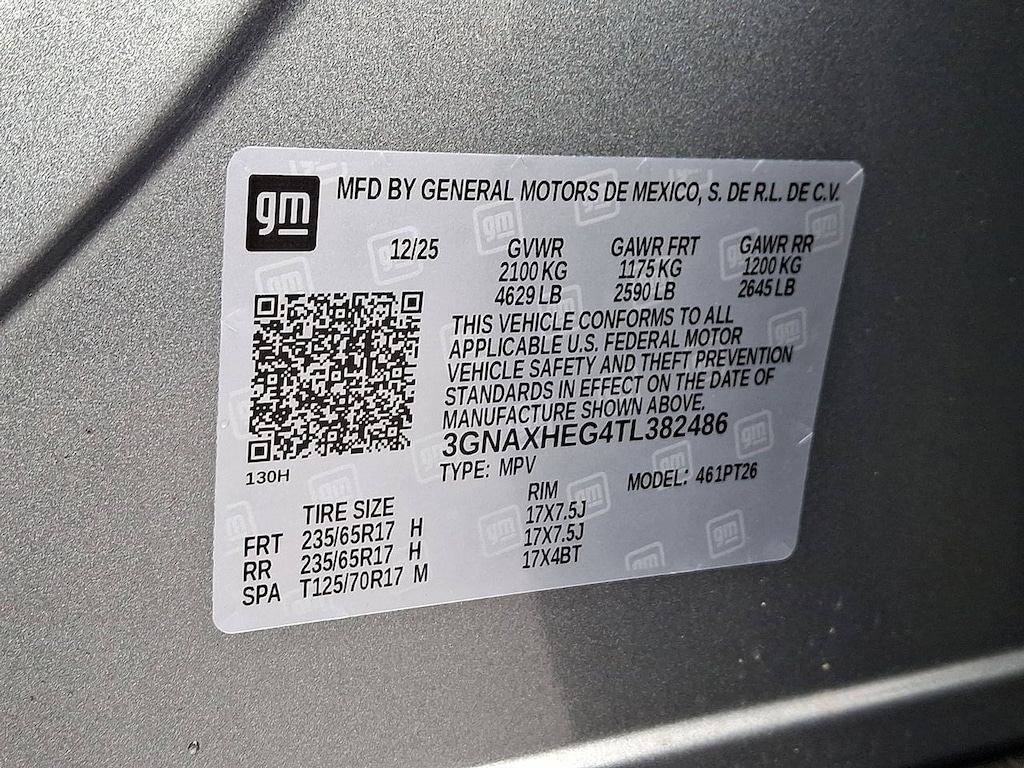 gm MFD BY GENERAL MOTORS DE MEXICO, S. DE R.L. DE C.V.
12/25 GVWR GAWR FRT GAWR RR
2100 KG 1175 KG 1200 KG
4629 LB 2590 LB 2645 LB
THIS VEHICLE CONFORMS TO ALL
APPLICABLE U.S. FEDERAL MOTOR
VEHICLE SAFETY AND THEFT PREVENTION
STANDARDS IN EFFECT ON THE DATE OF
MANUFACTURE SHOWN ABOVE.
3GNAXHEG4TL382486
130H TYPE: MPV MODEL: 461PT26
TIRE SIZE RIM
FRT 235/65R17 H 17X7.5J
RR 235/65R17 H 17X7.5J
SPA T125/70R17 M 17X4BT